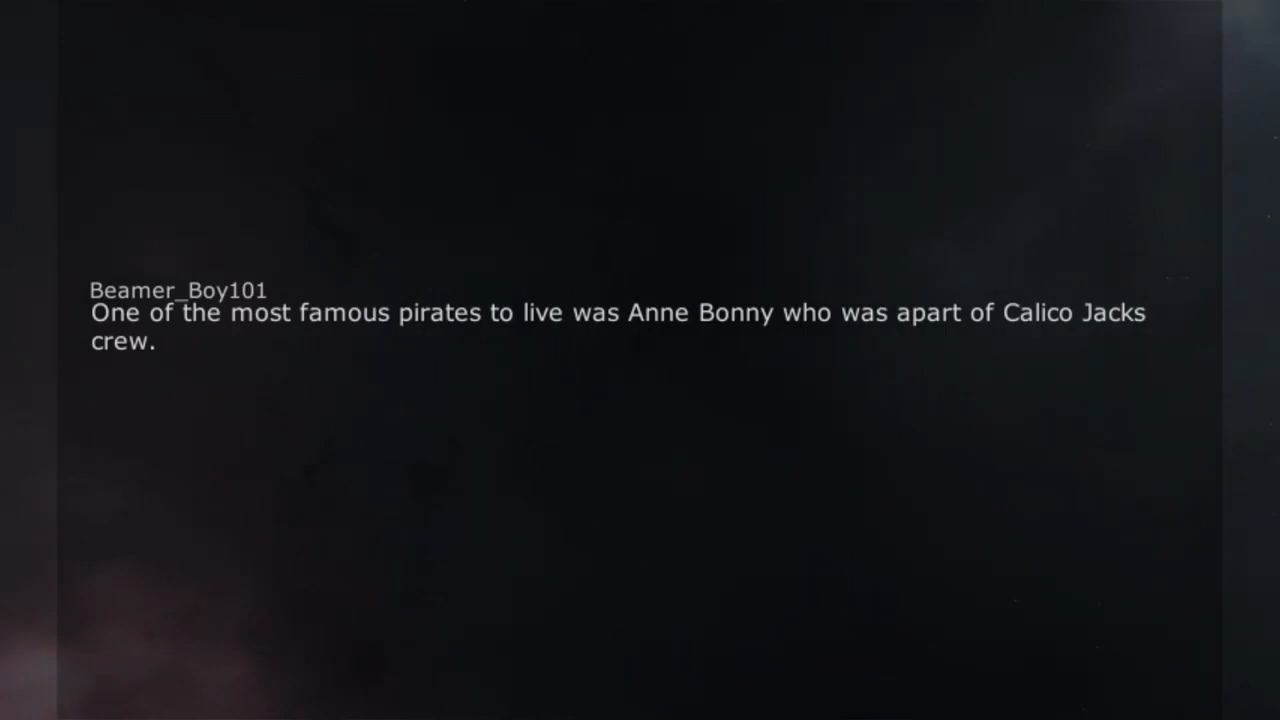 Beamer_Boy101
One of the most famous pirates to live was Anne Bonny who was apart of Calico Jacks
crew.